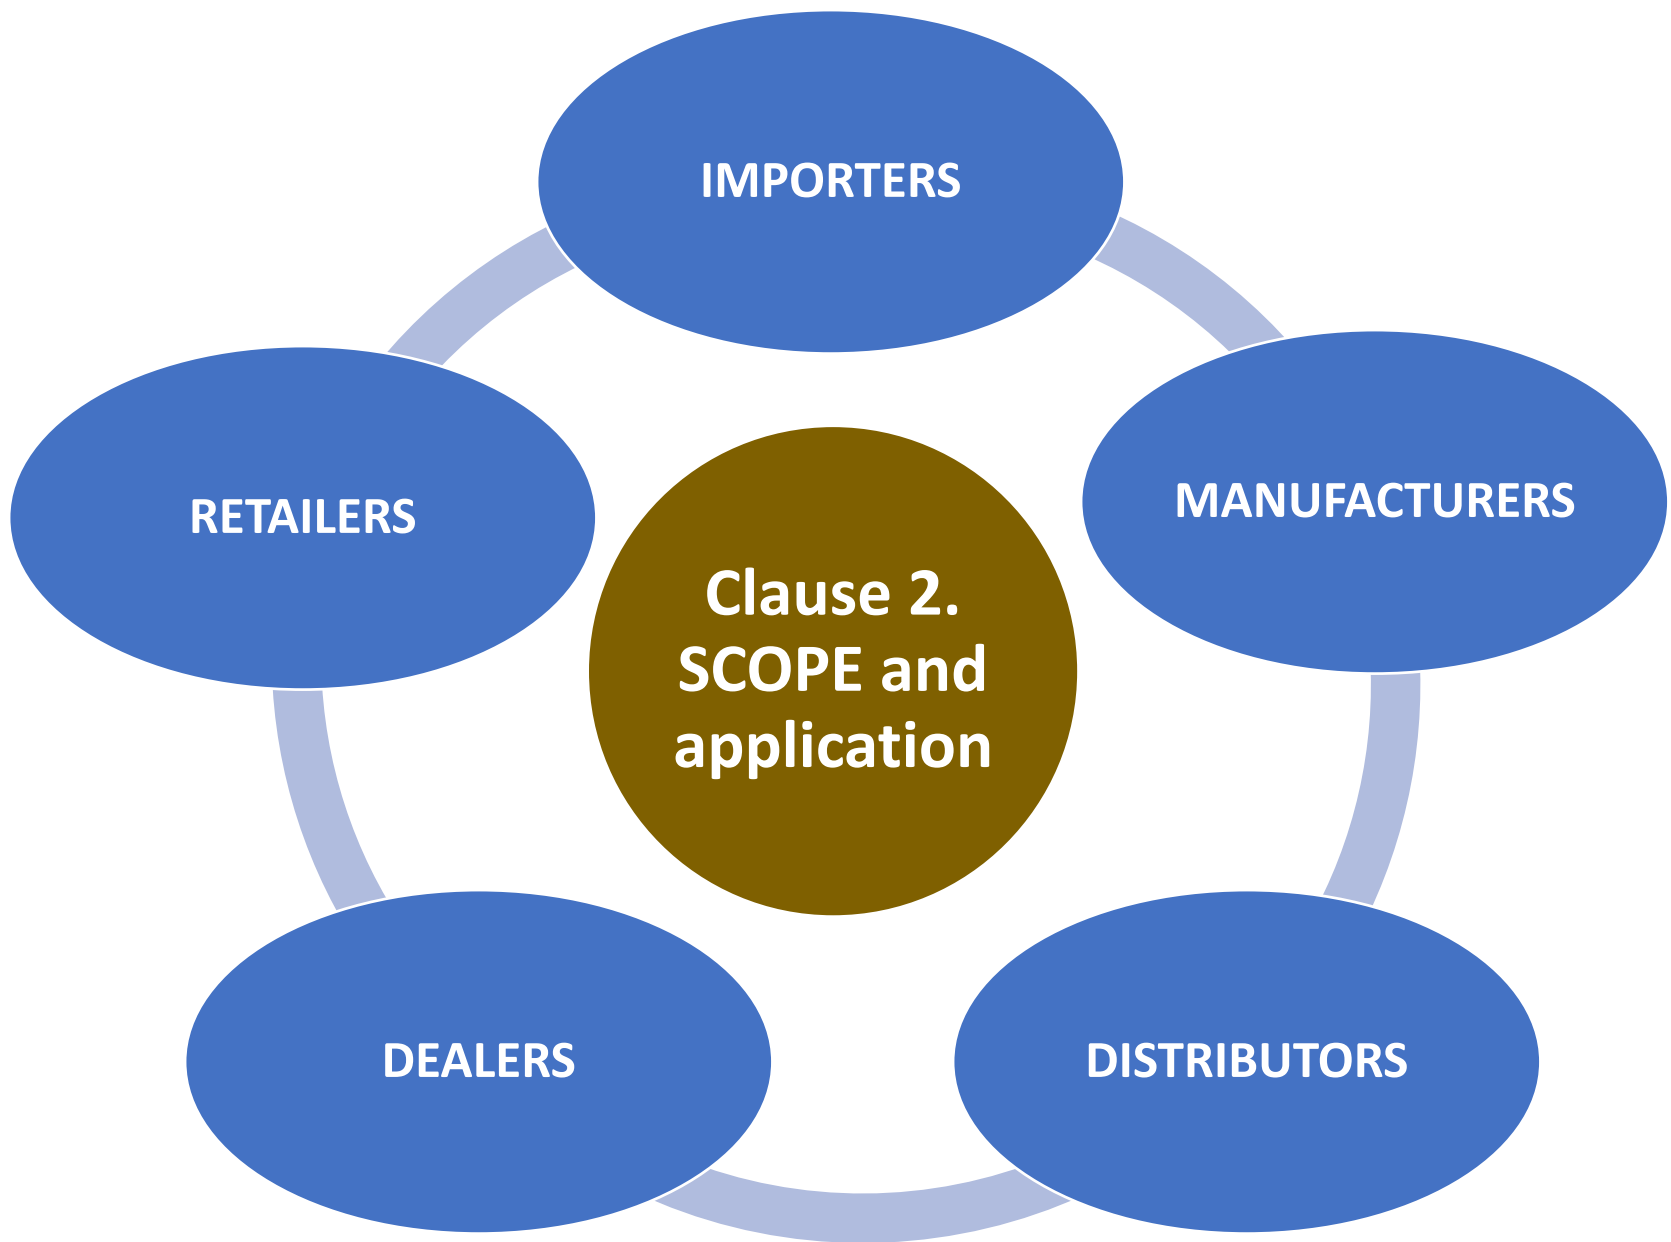 IMPORTERS
RETAILERS
MANUFACTURERS
Clause 2.
SCOPE and
application
DEALERS
DISTRIBUTORS